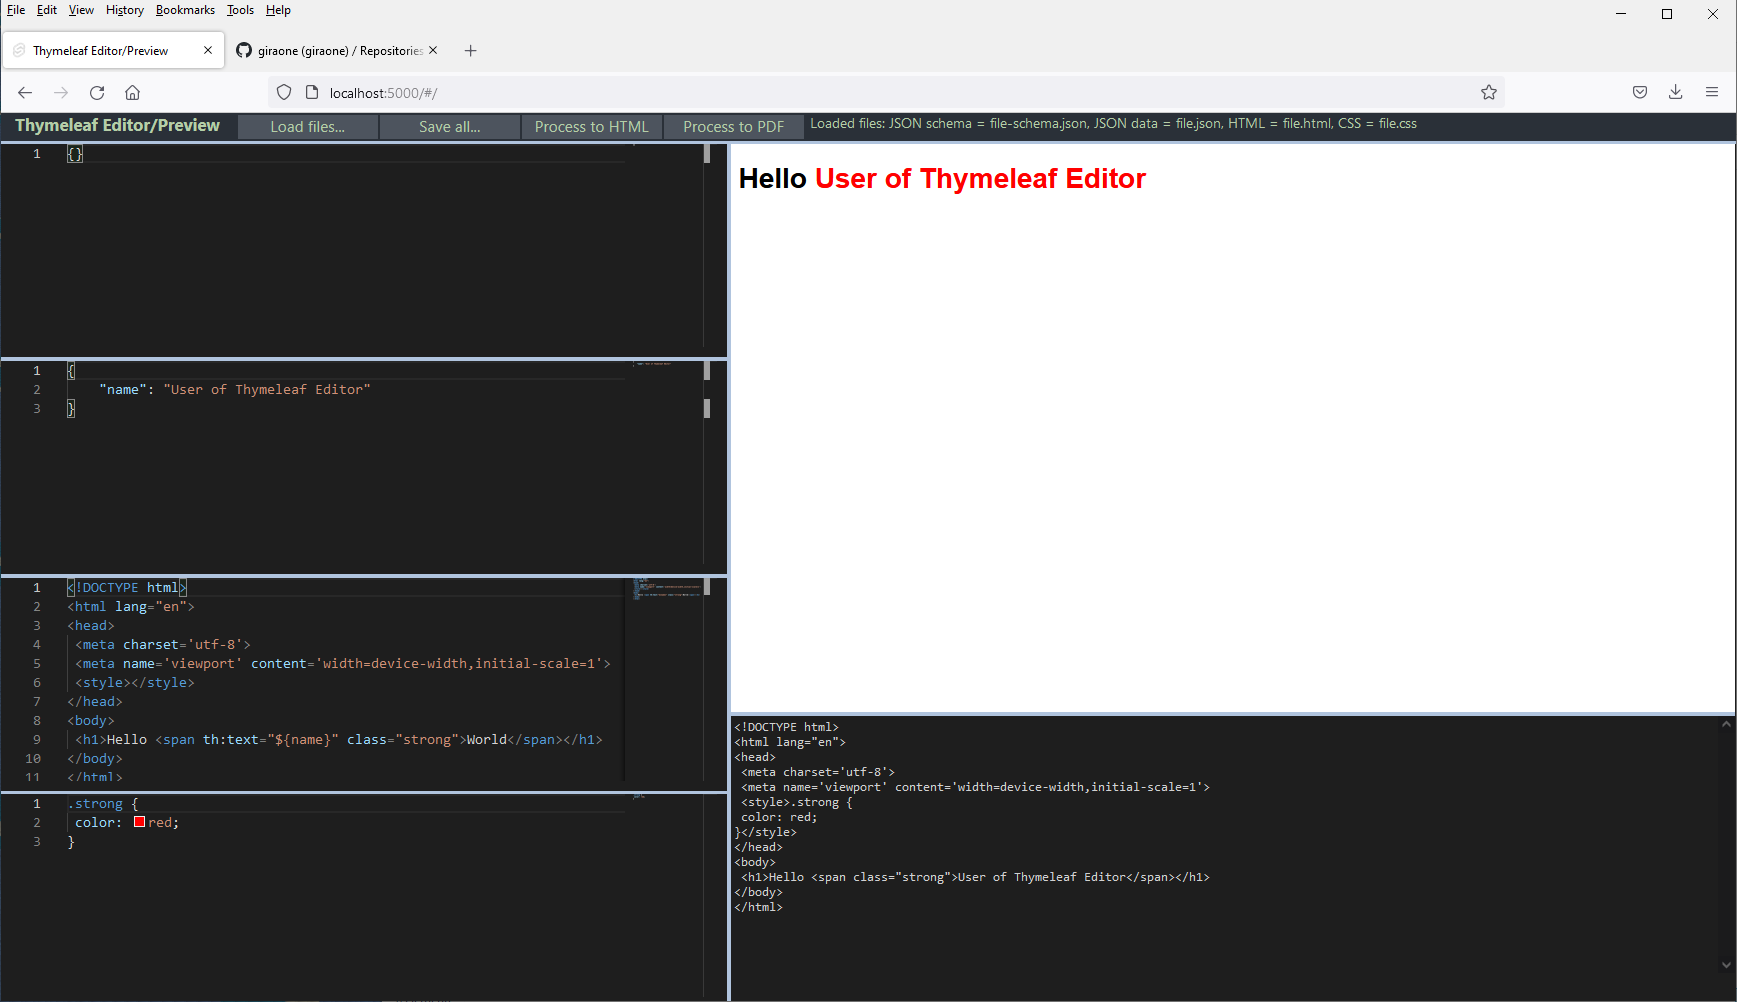 File Edit View History Bookmarks Tools Help
Thymeleaf Editor/Preview
giraone (giraone) / Repositories
localhost:5000/#/
Thymeleaf Editor/Preview
Load files...
Save all...
Process to HTML
Process to PDF
Loaded files: JSON schema = file-schema.json, JSON data = file.json, HTML = file.html, CSS = file.css
1 {}
1 {
2     "name": "User of Thymeleaf Editor"
3 }
1 <!DOCTYPE html>
2 <html lang="en">
3 <head>
4  <meta charset='utf-8'>
5  <meta name='viewport' content='width=device-width,initial-scale=1'>
6  <style></style>
7 </head>
8 <body>
9  <h1>Hello <span th:text="${name}" class="strong">World</span></h1>
10 </body>
11 </html>
1 .strong {
2  color: red;
3 }
Hello User of Thymeleaf Editor
<!DOCTYPE html>
<html lang="en">
<head>
 <meta charset='utf-8'>
 <meta name='viewport' content='width=device-width,initial-scale=1'>
 <style>.strong {
 color: red;
}</style>
</head>
<body>
 <h1>Hello <span class="strong">User of Thymeleaf Editor</span></h1>
</body>
</html>